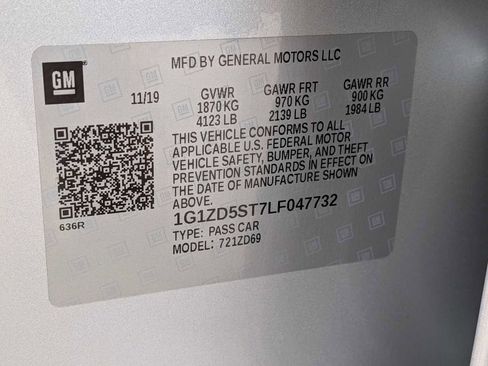 GM
MFD BY GENERAL MOTORS LLC
11/19 GVWR GAWR FRT GAWR RR
1870 KG 970 KG 900 KG
4123 LB 2139 LB 1984 LB
THIS VEHICLE CONFORMS TO ALL
APPLICABLE U.S. FEDERAL MOTOR
VEHICLE SAFETY, BUMPER, AND THEFT
PREVENTION STANDARDS IN EFFECT ON
THE DATE OF MANUFACTURE SHOWN
ABOVE.
636R
1G1ZD5ST7LF047732
TYPE: PASS CAR
MODEL: 721ZD69